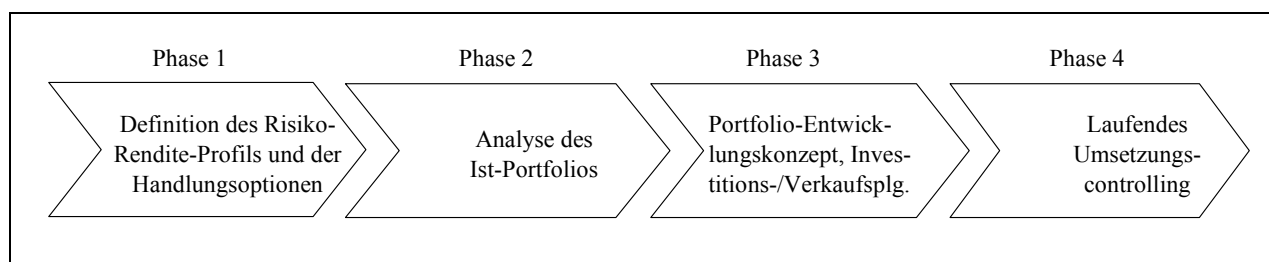 Phase 1
Definition des Risiko-
Rendite-Profils und der
Handlungsoptionen
Phase 2
Analyse des
Ist-Portfolios
Phase 3
Portfolio-Entwick-
lungskonzept, Inves-
titions-/Verkaufsplg.
Phase 4
Laufendes
Umsetzungs-
controlling